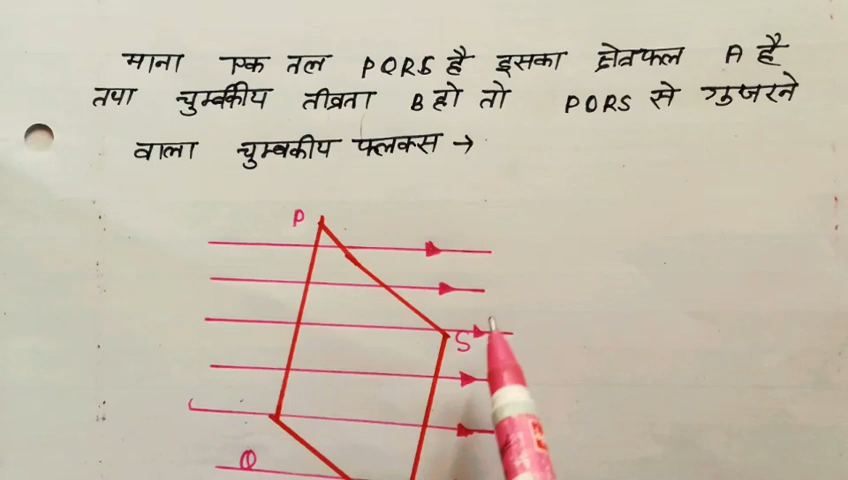 माना एक तल PQRS है इसका क्षेत्रफल A है
तथा चुम्बकीय तीव्रता B हो तो PQRS से गुजरने
वाला चुम्बकीय फ्लक्स →
P
S
Q